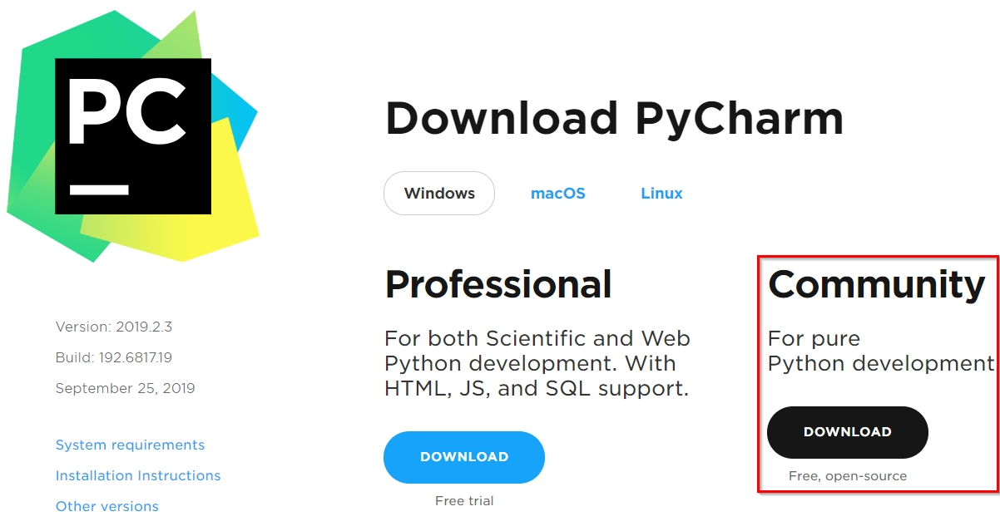 PC
Download PyCharm
Windows
macOS
Linux
Professional
For both Scientific and Web
Python development. With
HTML, JS, and SQL support.
DOWNLOAD
Free trial
Community
For pure
Python development
DOWNLOAD
Free, open-source
Version: 2019.2.3
Build: 192.6817.19
September 25, 2019
System requirements
Installation Instructions
Other versions